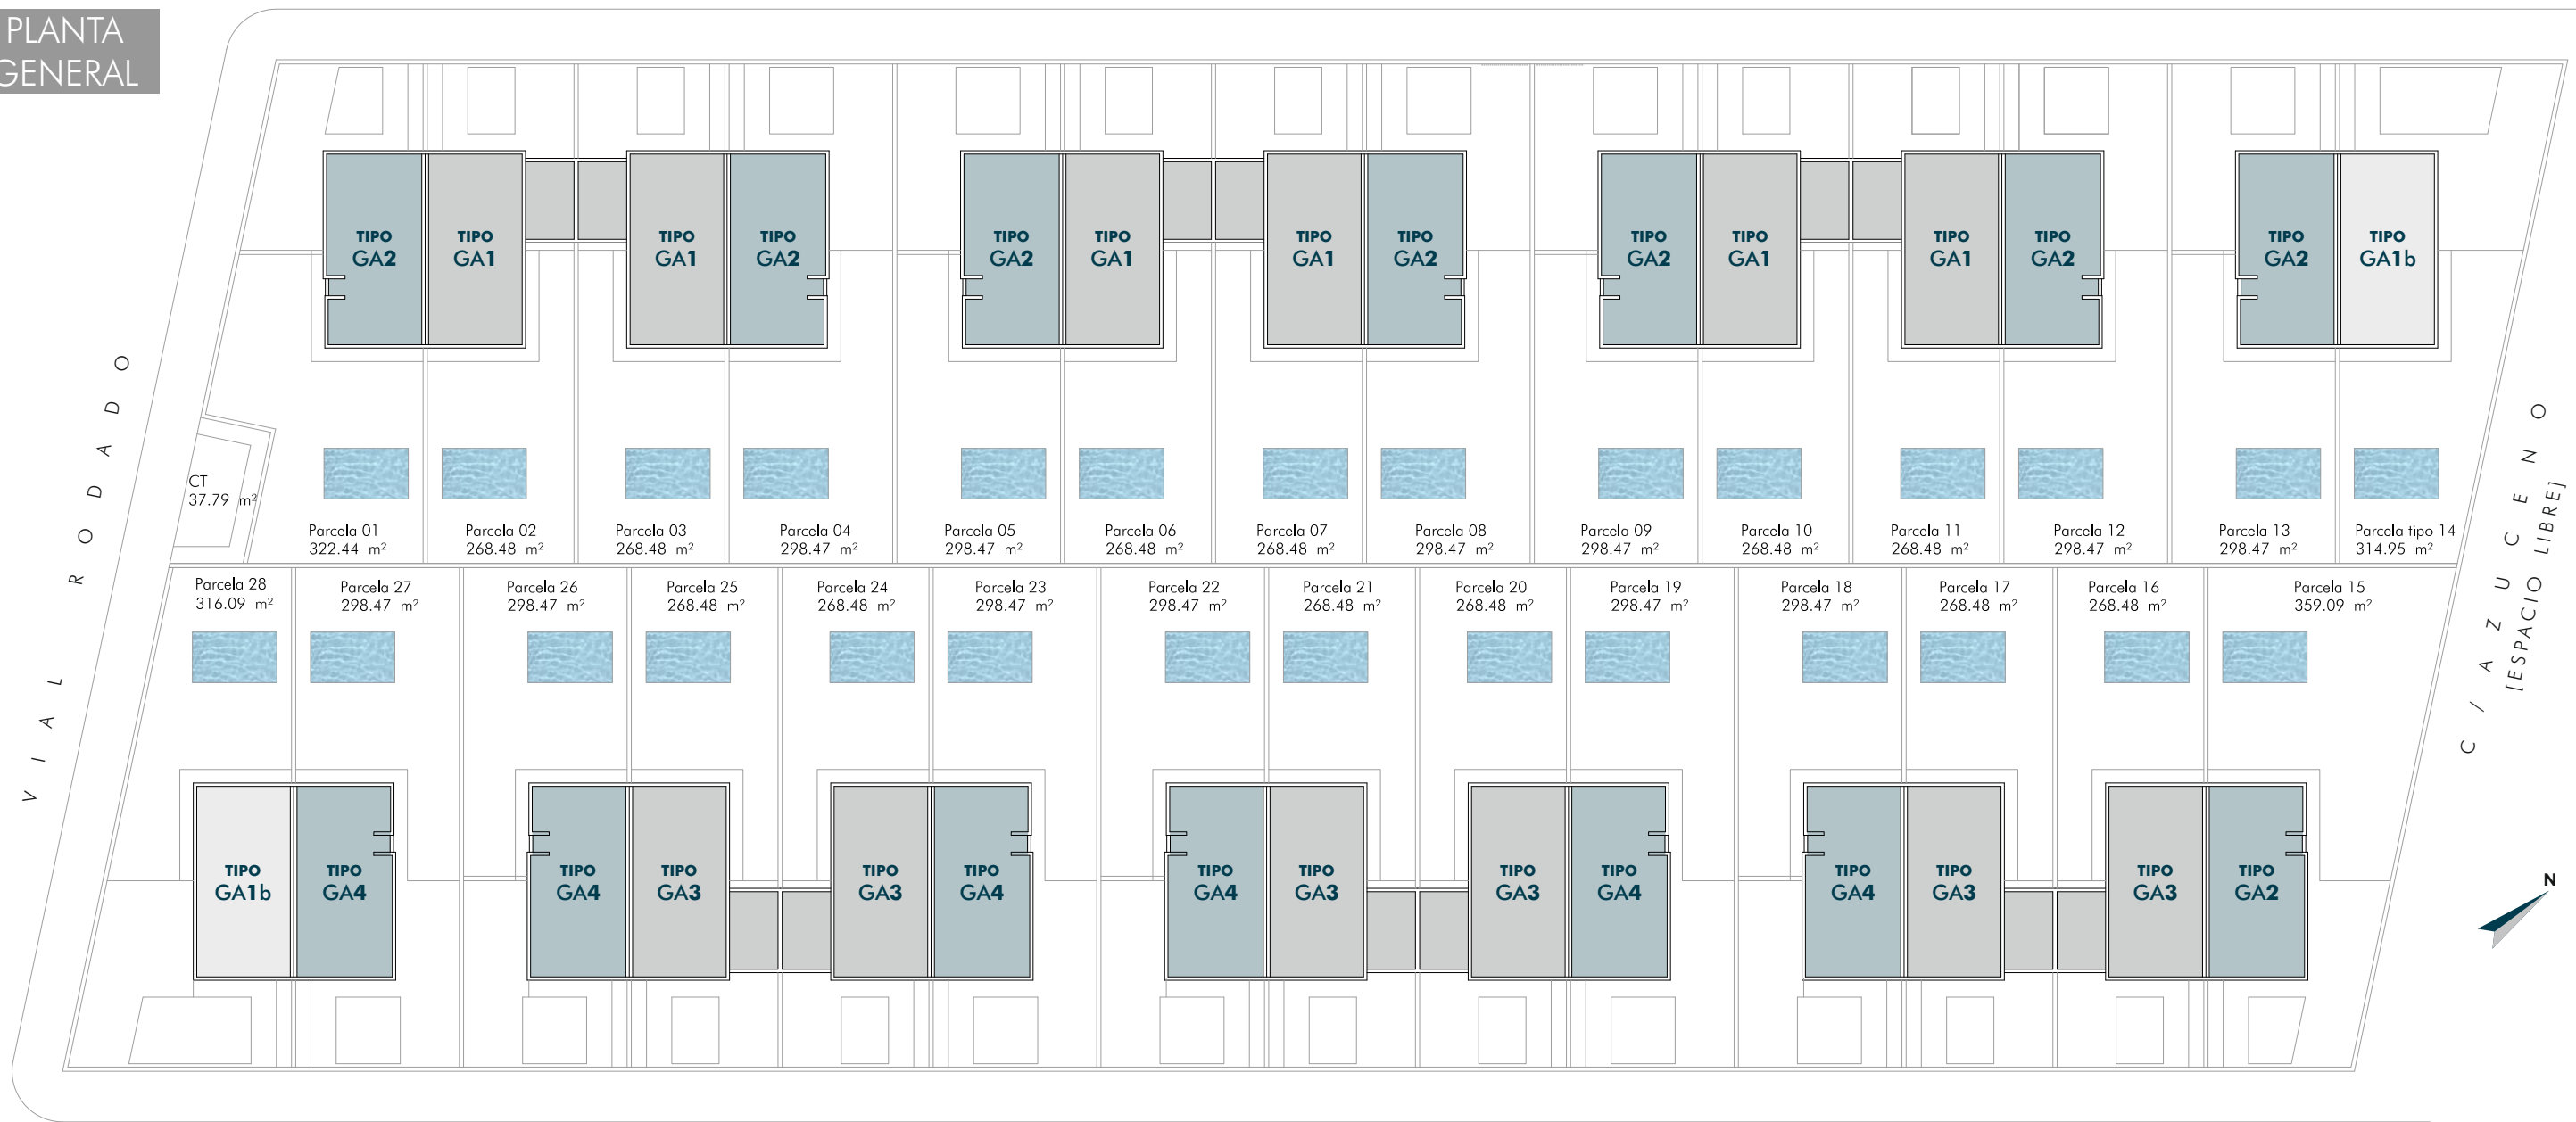 PLANTA
GENERAL
TIPO
GA2
TIPO
GA1
TIPO
GA1
TIPO
GA2
TIPO
GA2
TIPO
GA1
TIPO
GA1
TIPO
GA2
TIPO
GA2
TIPO
GA1
TIPO
GA1
TIPO
GA2
TIPO
GA2
TIPO
GA1b
VIAL RODADO
C/ AZUCENO
[ESPACIO LIBRE]
CT
37.79 m²
Parcela 01
322.44 m²
Parcela 02
268.48 m²
Parcela 03
268.48 m²
Parcela 04
298.47 m²
Parcela 05
298.47 m²
Parcela 06
268.48 m²
Parcela 07
268.48 m²
Parcela 08
298.47 m²
Parcela 09
298.47 m²
Parcela 10
268.48 m²
Parcela 11
268.48 m²
Parcela 12
298.47 m²
Parcela 13
298.47 m²
Parcela tipo 14
314.95 m²
Parcela 28
316.09 m²
Parcela 27
298.47 m²
Parcela 26
298.47 m²
Parcela 25
268.48 m²
Parcela 24
268.48 m²
Parcela 23
298.47 m²
Parcela 22
298.47 m²
Parcela 21
268.48 m²
Parcela 20
268.48 m²
Parcela 19
298.47 m²
Parcela 18
298.47 m²
Parcela 17
268.48 m²
Parcela 16
268.48 m²
Parcela 15
359.09 m²
TIPO
GA1b
TIPO
GA4
TIPO
GA4
TIPO
GA3
TIPO
GA3
TIPO
GA4
TIPO
GA4
TIPO
GA3
TIPO
GA3
TIPO
GA4
TIPO
GA4
TIPO
GA3
TIPO
GA3
TIPO
GA2
N